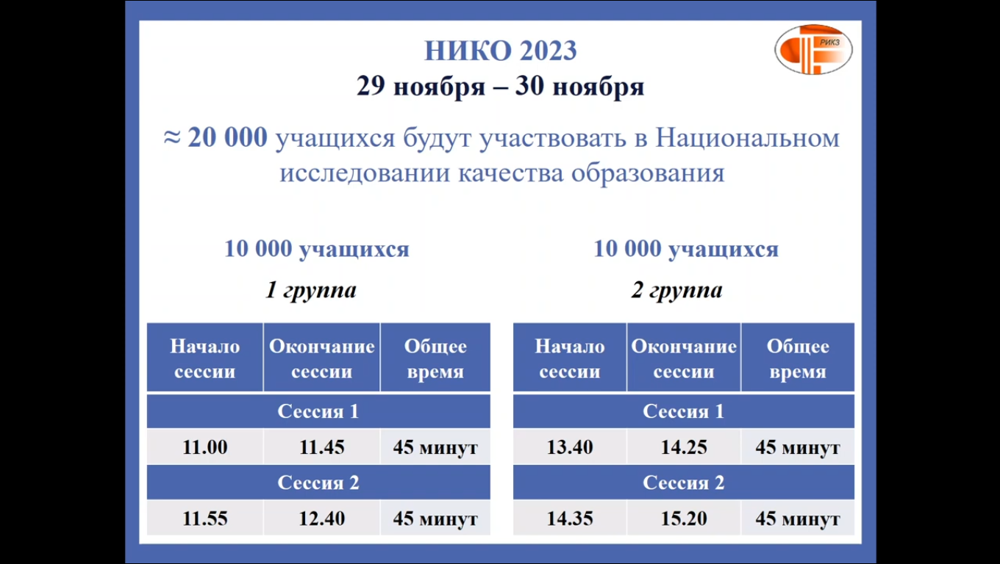 НИКО 2023
РИКЗ
29 ноября – 30 ноября
≈ 20 000 учащихся будут участвовать в Национальном
исследовании качества образования
10 000 учащихся
1 группа
Начало Окончание Общее
сессии сессии время
Сессия 1
11.00 11.45 45 минут
Сессия 2
11.55 12.40 45 минут
10 000 учащихся
2 группа
Начало Окончание Общее
сессии сессии время
Сессия 1
13.40 14.25 45 минут
Сессия 2
14.35 15.20 45 минут